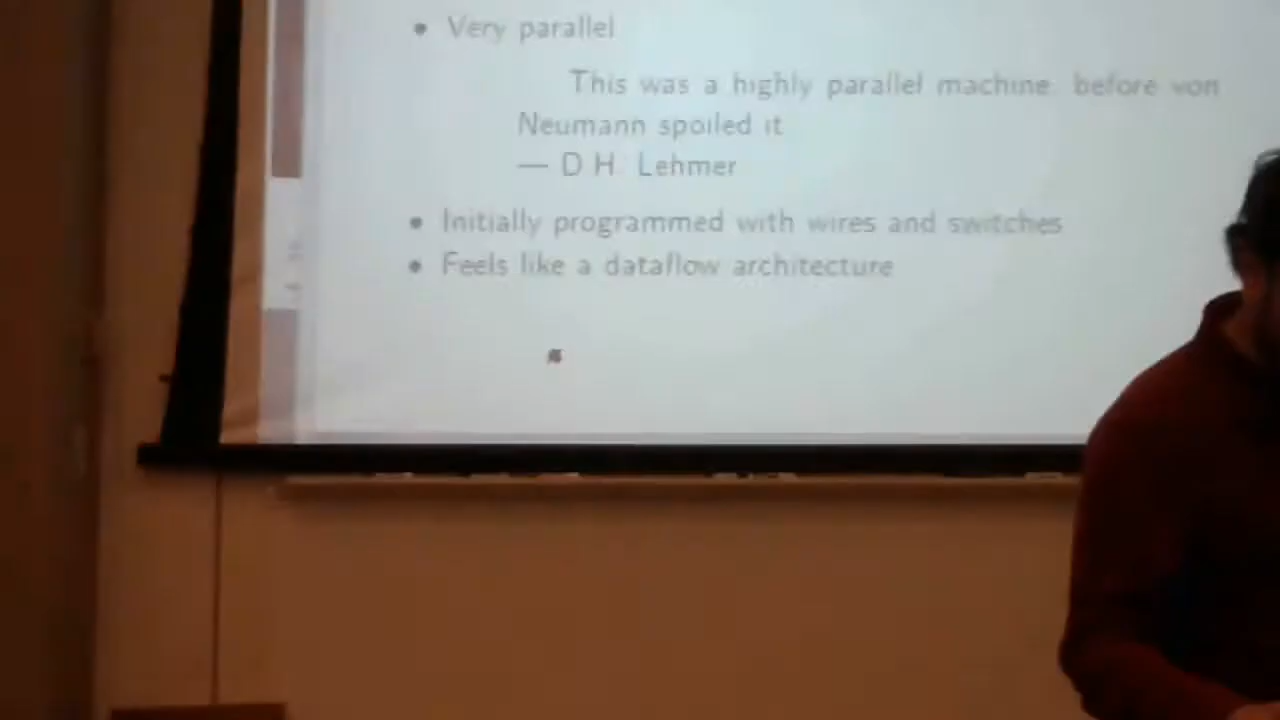 • Very parallel
This was a highly parallel machine, before von
Neumann spoiled it
— D.H. Lehmer
• Initially programmed with wires and switches
• Feels like a dataflow architecture